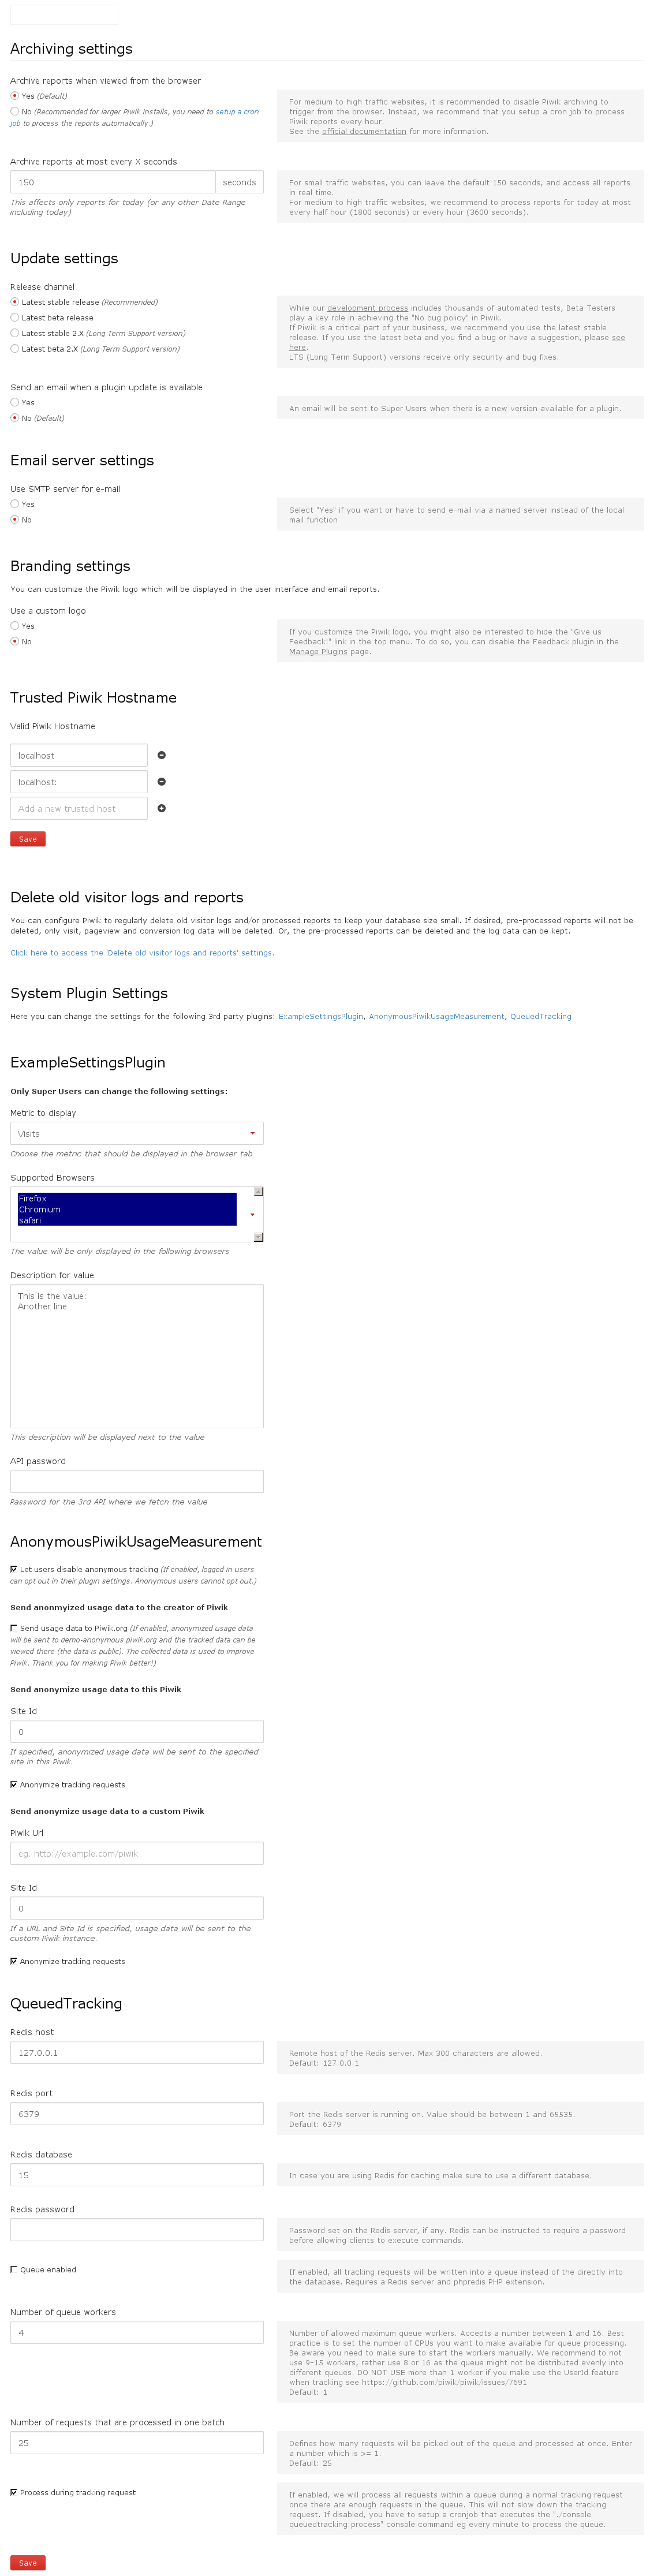 Archiving settings
Archive reports when viewed from the browser
Yes (Default)
No (Recommended for larger Piwik installs, you need to setup a cron
job to process the reports automatically.)
For medium to high traffic websites, it is recommended to disable Piwik archiving to
trigger from the browser. Instead, we recommend that you setup a cron job to process
Piwik reports every hour.
See the official documentation for more information.
Archive reports at most every X seconds
150
seconds
This affects only reports for today (or any other Date Range
including today)
For small traffic websites, you can leave the default 150 seconds, and access all reports
in real time.
For medium to high traffic websites, we recommend to process reports for today at most
every half hour (1800 seconds) or every hour (3600 seconds).
Update settings
Release channel
Latest stable release (Recommended)
Latest beta release
Latest stable 2.X (Long Term Support version)
Latest beta 2.X (Long Term Support version)
While our development process includes thousands of automated tests, Beta Testers
play a key role in achieving the "No bug policy" in Piwik.
If Piwik is a critical part of your business, we recommend you use the latest stable
release. If you use the latest beta and you find a bug or have a suggestion, please see
here.
LTS (Long Term Support) versions receive only security and bug fixes.
Send an email when a plugin update is available
Yes
No (Default)
An email will be sent to Super Users when there is a new version available for a plugin.
Email server settings
Use SMTP server for e-mail
Yes
No
Select "Yes" if you want or have to send e-mail via a named server instead of the local
mail function
Branding settings
You can customize the Piwik logo which will be displayed in the user interface and email reports.
Use a custom logo
Yes
No
If you customize the Piwik logo, you might also be interested to hide the "Give us
Feedback!" link in the top menu. To do so, you can disable the Feedback plugin in the
Manage Plugins page.
Trusted Piwik Hostname
Valid Piwik Hostname
localhost
localhost:
Add a new trusted host
Save
Delete old visitor logs and reports
You can configure Piwik to regularly delete old visitor logs and/or processed reports to keep your database size small. If desired, pre-processed reports will not be
deleted, only visit, pageview and conversion log data will be deleted. Or, the pre-processed reports can be deleted and the log data can be kept.
Click here to access the 'Delete old visitor logs and reports' settings.
System Plugin Settings
Here you can change the settings for the following 3rd party plugins: ExampleSettingsPlugin, AnonymousPiwikUsageMeasurement, QueuedTracking
ExampleSettingsPlugin
Only Super Users can change the following settings:
Metric to display
Visits
Choose the metric that should be displayed in the browser tab
Supported Browsers
Firefox
Chromium
safari
The value will be only displayed in the following browsers
Description for value
This is the value:
Another line
This description will be displayed next to the value
API password
Password for the 3rd API where we fetch the value
AnonymousPiwikUsageMeasurement
Let users disable anonymous tracking (If enabled, logged in users
can opt out in their plugin settings. Anonymous users cannot opt out.)
Send anonmyized usage data to the creator of Piwik
Send usage data to Piwik.org (If enabled, anonymized usage data
will be sent to demo-anonymous.piwik.org and the tracked data can be
viewed there (the data is public). The collected data is used to improve
Piwik. Thank you for making Piwik better!)
Send anonymize usage data to this Piwik
Site Id
0
If specified, anonymized usage data will be sent to the specified
site in this Piwik.
Anonymize tracking requests
Send anonymize usage data to a custom Piwik
Piwik Url
eg. http://example.com/piwik
Site Id
0
If a URL and Site Id is specified, usage data will be sent to the
custom Piwik instance.
Anonymize tracking requests
QueuedTracking
Redis host
127.0.0.1
Remote host of the Redis server. Max 300 characters are allowed.
Default: 127.0.0.1
Redis port
6379
Port the Redis server is running on. Value should be between 1 and 65535.
Default: 6379
Redis database
15
In case you are using Redis for caching make sure to use a different database.
Redis password
Password set on the Redis server, if any. Redis can be instructed to require a password
before allowing clients to execute commands.
Queue enabled
If enabled, all tracking requests will be written into a queue instead of the directly into
the database. Requires a Redis server and phpredis PHP extension.
Number of queue workers
4
Number of allowed maximum queue workers. Accepts a number between 1 and 16. Best
practice is to set the number of CPUs you want to make available for queue processing.
Be aware you need to make sure to start the workers manually. We recommend to not
use 9-15 workers, rather use 8 or 16 as the queue might not be distributed evenly into
different queues. DO NOT USE more than 1 worker if you make use the UserId feature
when tracking see https://github.com/piwik/piwik/issues/7691
Default: 1
Number of requests that are processed in one batch
25
Defines how many requests will be picked out of the queue and processed at once. Enter
a number which is >= 1.
Default: 25
Process during tracking request
If enabled, we will process all requests within a queue during a normal tracking request
once there are enough requests in the queue. This will not slow down the tracking
request. If disabled, you have to setup a cronjob that executes the "./console
queuedtracking:process" console command eg every minute to process the queue.
Save